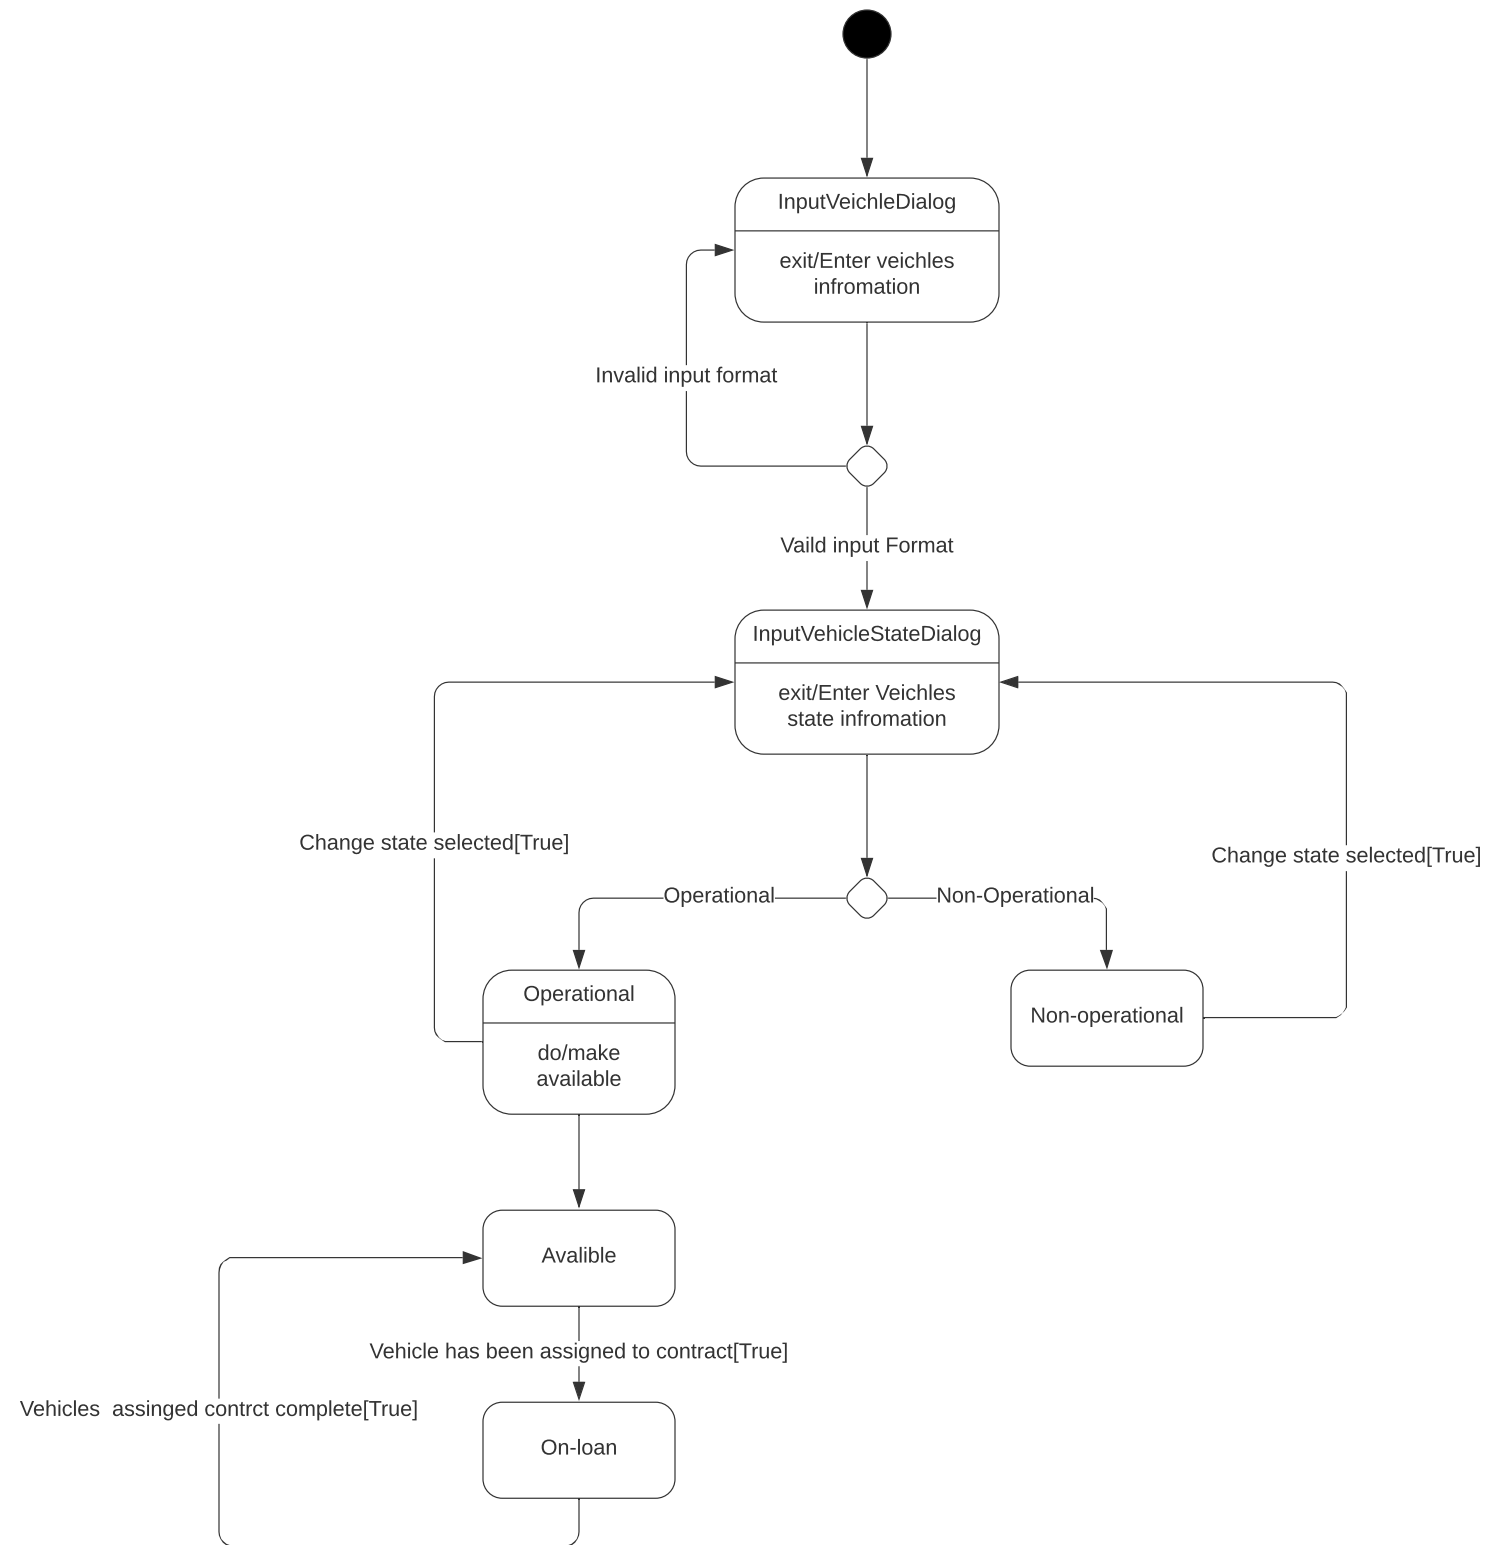 InputVeichleDialog
exit/Enter veichles
infromation
Invalid input format
Vaild input Format
InputVehicleStateDialog
exit/Enter Veichles
state infromation
Change state selected[True]
Change state selected[True]
Operational
Non-Operational
Operational
do/make
available
Non-operational
Avalible
Vehicle has been assigned to contract[True]
Vehicles  assinged contrct complete[True]
On-loan